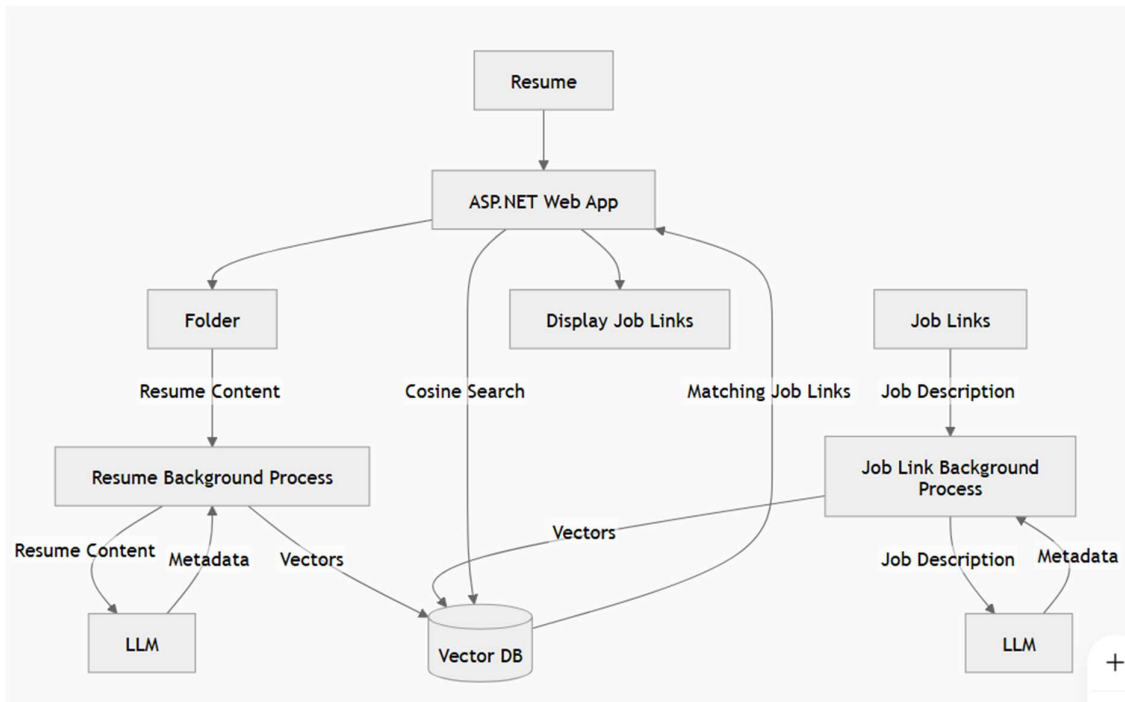 Resume
ASP.NET Web App
Folder
Display Job Links
Job Links
Resume Content
Cosine Search
Matching Job Links
Job Description
Resume Background Process
Job Link Background
Process
Vectors
Resume Content
Metadata
Vectors
Job Description
Metadata
LLM
Vector DB
LLM
+